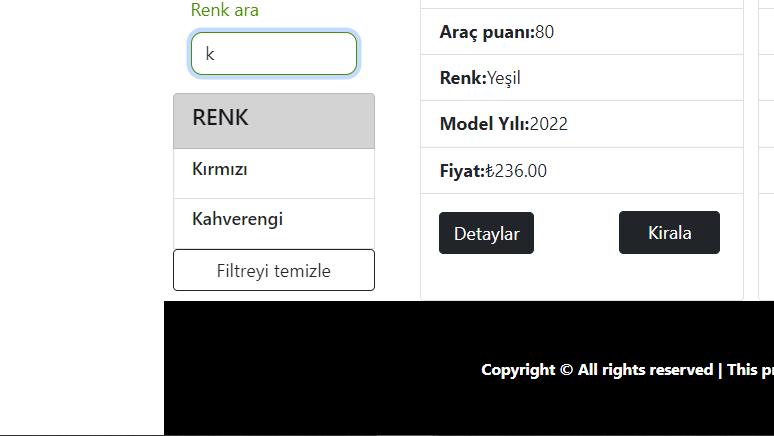 Renk ara
k
RENK
Kırmızı
Kahverengi
Filtreyi temizle
Araç puanı:80
Renk:Yeşil
Model Yılı:2022
Fiyat:₺236.00
Detaylar
Kirala
Copyright © All rights reserved | This